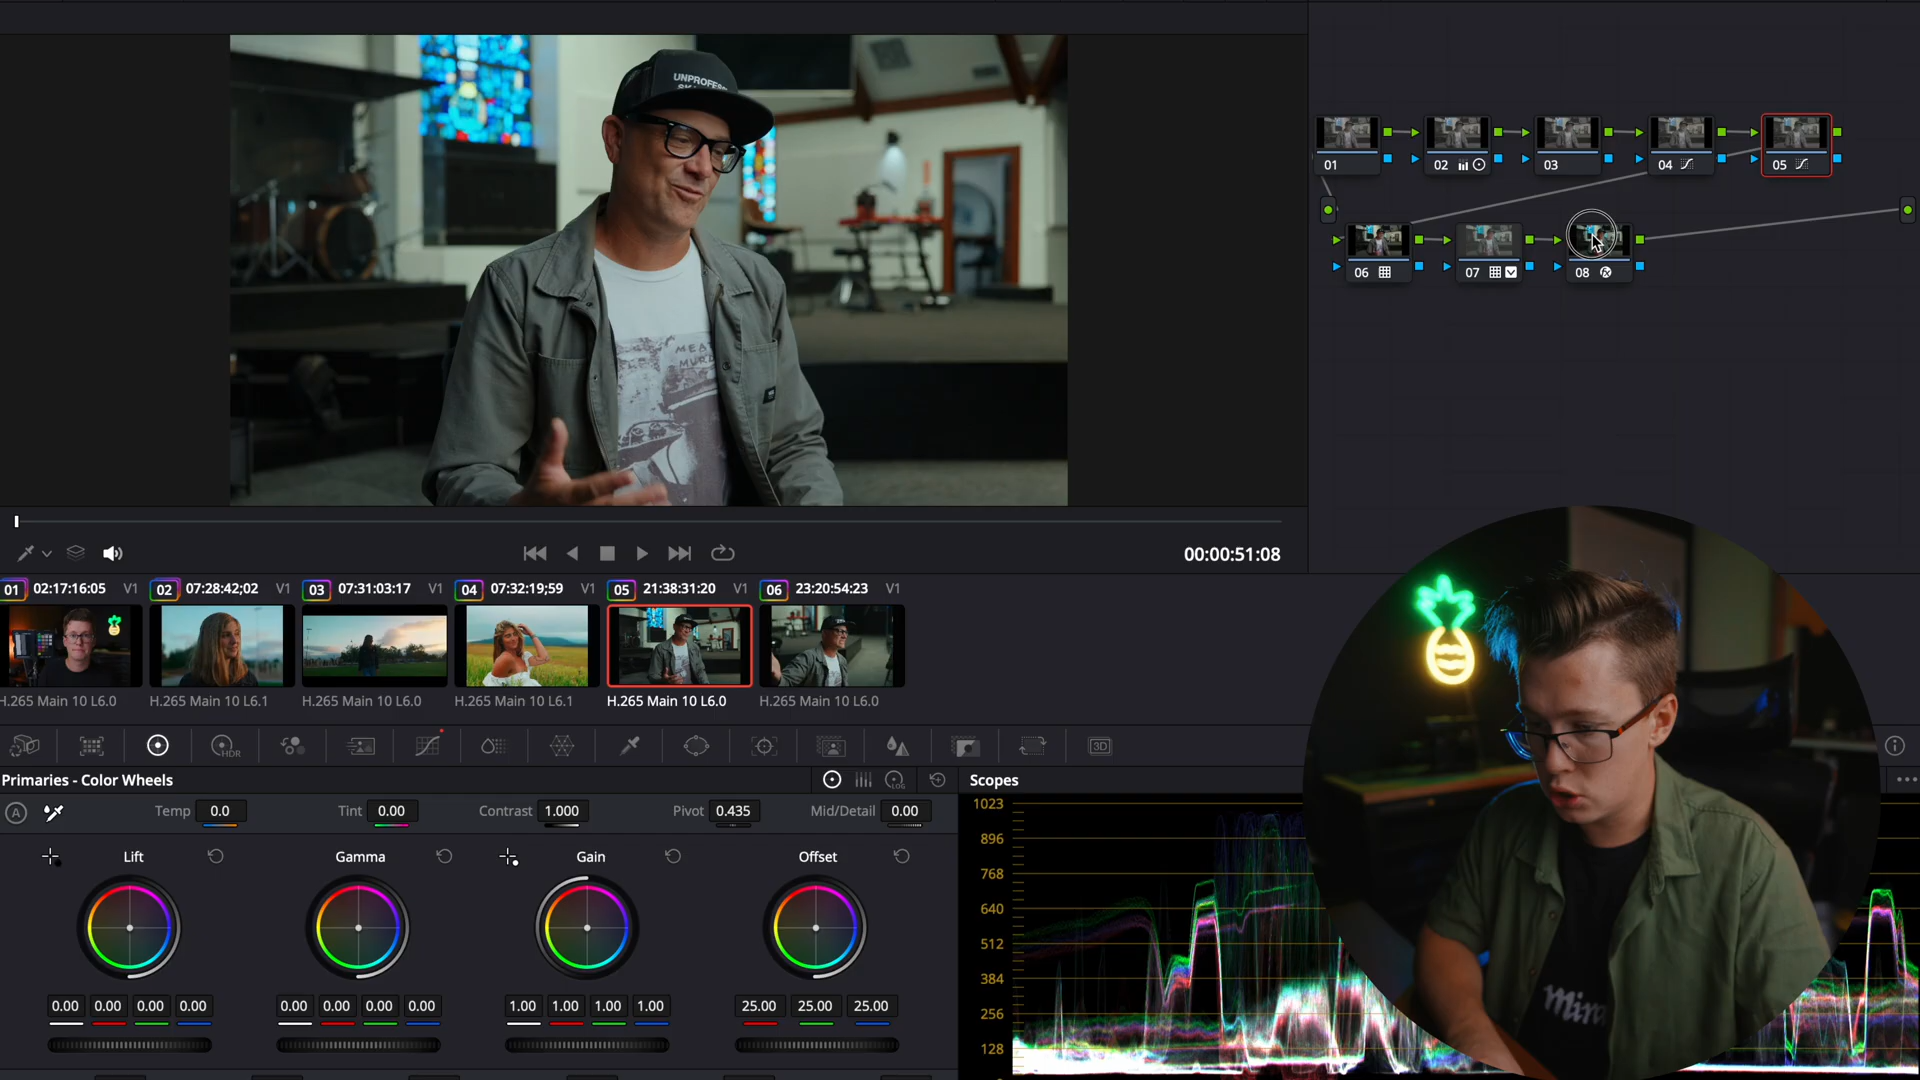 UNPROFESS
MEAT
MUR
01
02
03
04
05
06
07
08
00:00:51:08
01 02:17:16:05 V1
02 07:28:42;02 V1
03 07:31:03:17 V1
04 07:32:19;59 V1
05 21:38:31:20 V1
06 23:20:54:23 V1
H.265 Main 10 L6.0
H.265 Main 10 L6.1
H.265 Main 10 L6.0
H.265 Main 10 L6.1
H.265 Main 10 L6.0
H.265 Main 10 L6.0
HDR
3D
Primaries - Color Wheels
LOG
Scopes
A
Temp 0.0
Tint 0.00
Contrast 1.000
Pivot 0.435
Mid/Detail 0.00
Lift
Gamma
Gain
Offset
0.00 0.00 0.00 0.00
0.00 0.00 0.00 0.00
1.00 1.00 1.00 1.00
25.00 25.00 25.00
1023
896
768
640
512
384
256
128